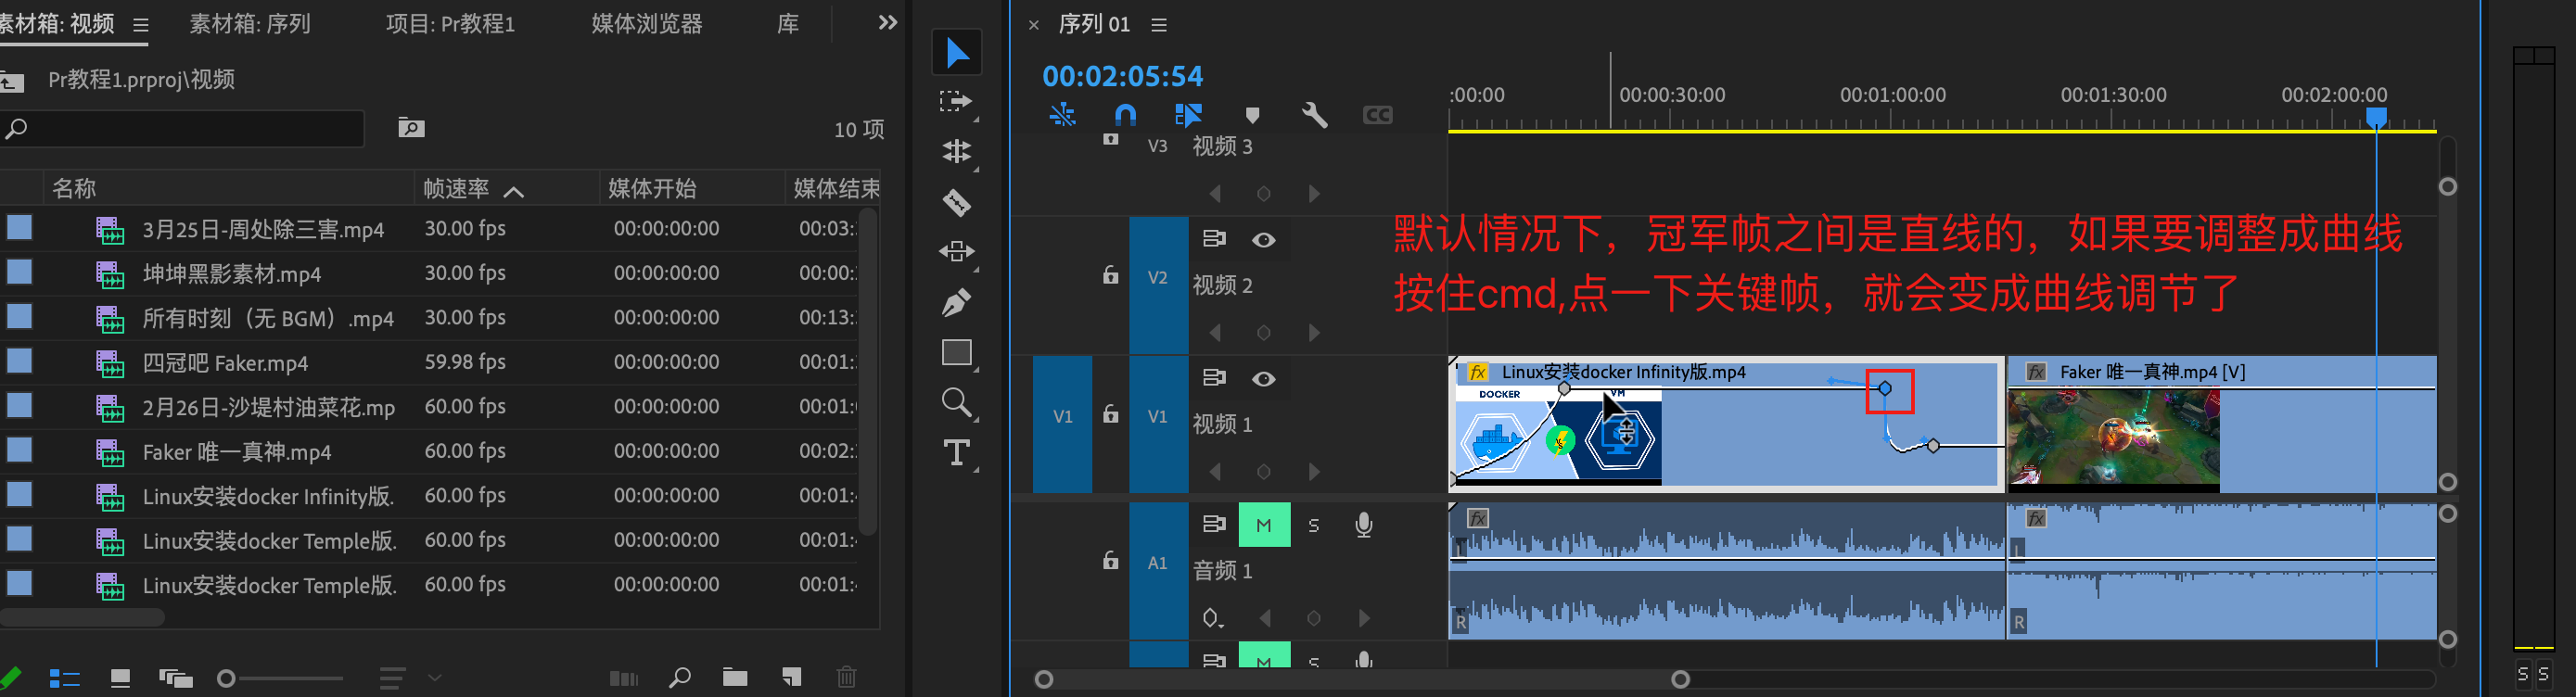 素材箱: 视频 素材箱: 序列 项目: Pr教程1 媒体浏览器 库
Pr教程1.prproj\视频
10 项
名称 帧速率 媒体开始 媒体结束
3月25日-周处除三害.mp4 30.00 fps 00:00:00:00 00:03:
坤坤黑影素材.mp4 30.00 fps 00:00:00:00 00:00:
所有时刻（无 BGM）.mp4 30.00 fps 00:00:00:00 00:13:
四冠吧 Faker.mp4 59.98 fps 00:00:00:00 00:01:
2月26日-沙堤村油菜花.mp 60.00 fps 00:00:00:00 00:01:
Faker 唯一真神.mp4 60.00 fps 00:00:00:00 00:02:
Linux安装docker Infinity版. 60.00 fps 00:00:00:00 00:01:
Linux安装docker Temple版. 60.00 fps 00:00:00:00 00:01:
Linux安装docker Temple版. 60.00 fps 00:00:00:00 00:01:
× 序列 01
00:02:05:54
:00:00 00:00:30:00 00:01:00:00 00:01:30:00 00:02:00:00
CC
V3 视频 3
默认情况下，冠军帧之间是直线的，如果要调整成曲线
按住cmd,点一下关键帧，就会变成曲线调节了
V2 视频 2
V1 V1 视频 1
fx Linux安装docker Infinity版.mp4
DOCKER VM
fx Faker 唯一真神.mp4 [V]
A1 M S
音频 1
fx L R
fx L R
M S
S S